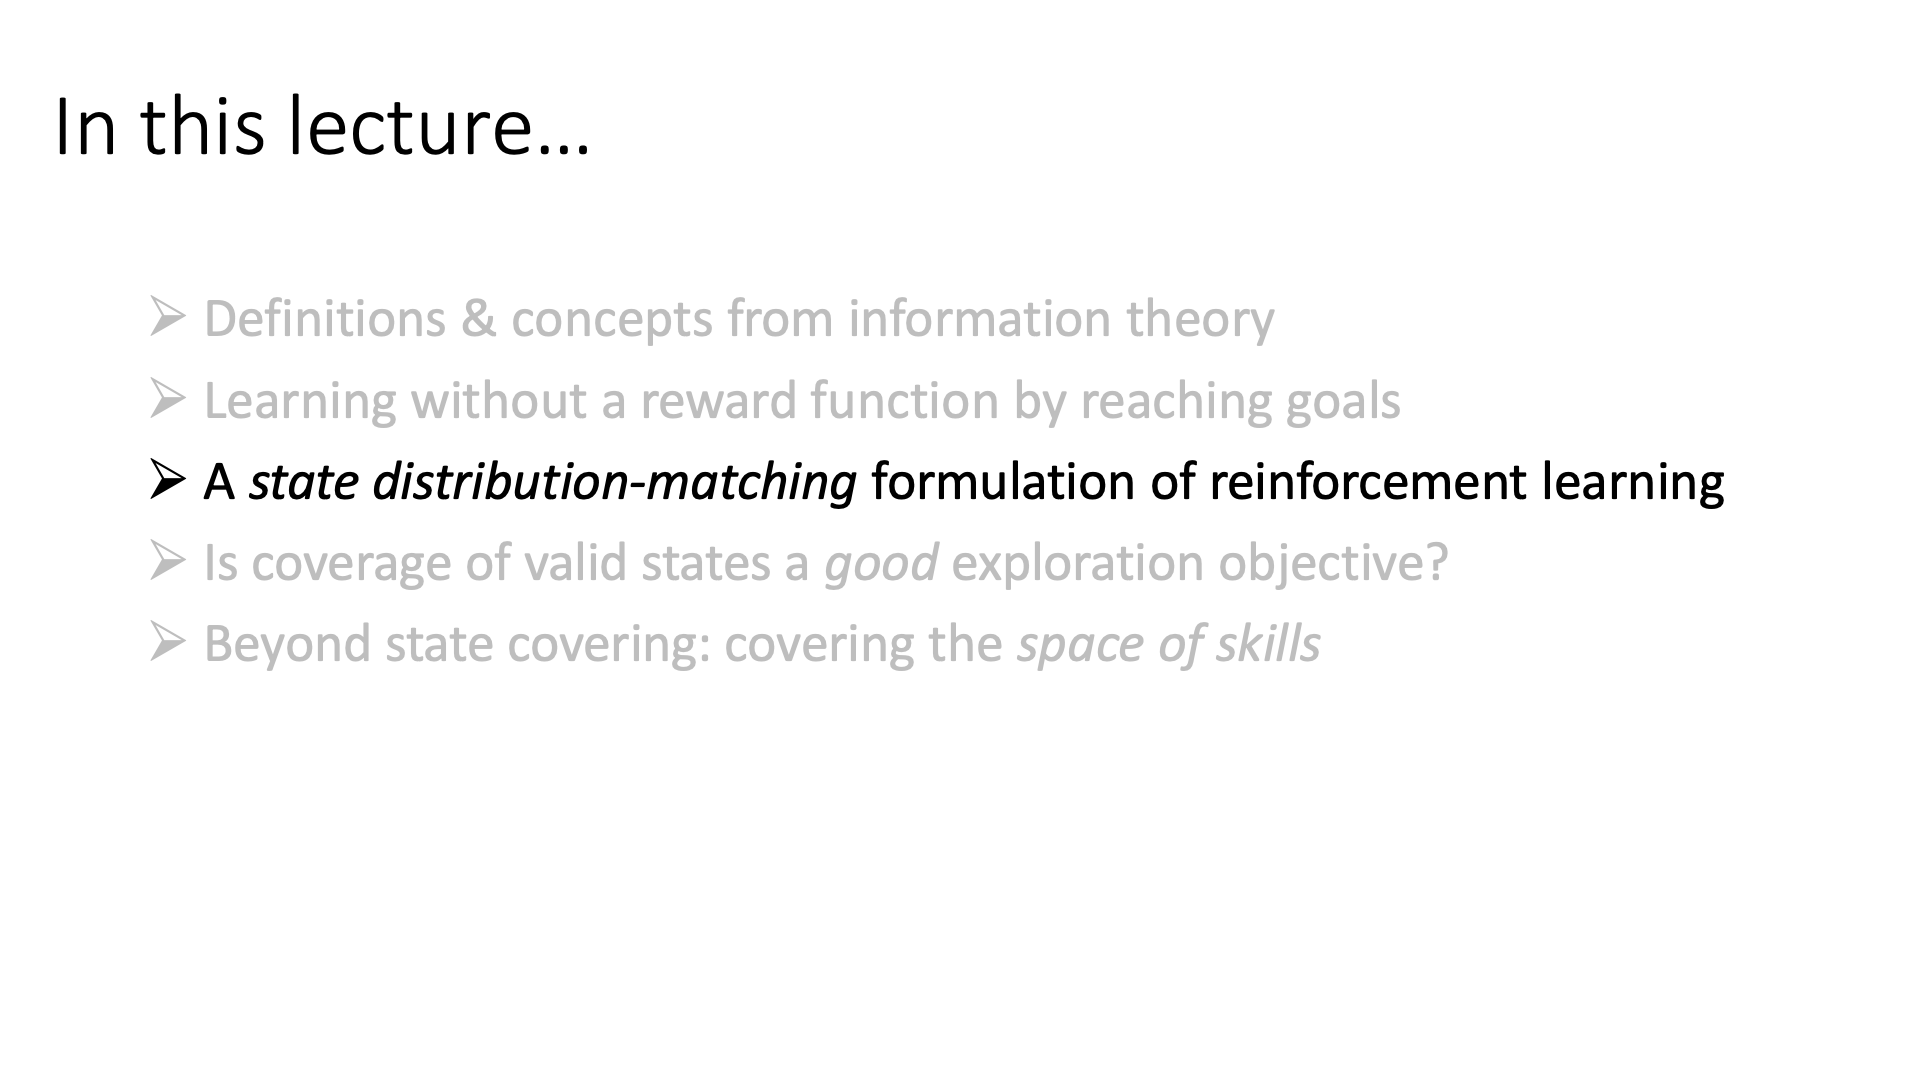 In this lecture…
➢ Definitions & concepts from information theory
➢ Learning without a reward function by reaching goals
➢ A state distribution-matching formulation of reinforcement learning
➢ Is coverage of valid states a good exploration objective?
➢ Beyond state covering: covering the space of skills